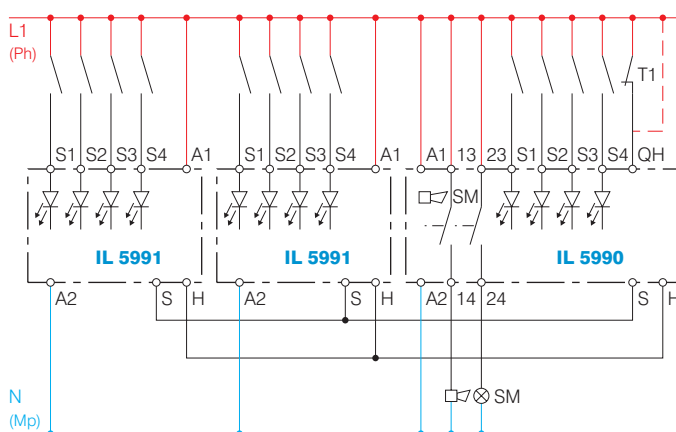 L1
(Ph)
T1
S1 S2 S3 S4 A1
S1 S2 S3 S4 A1
A1 13 23 S1 S2 S3 S4 QH
SM
IL 5991
IL 5991
IL 5990
A2 S H
A2 S H
A2 14 24 S H
N
(Mp)
SM